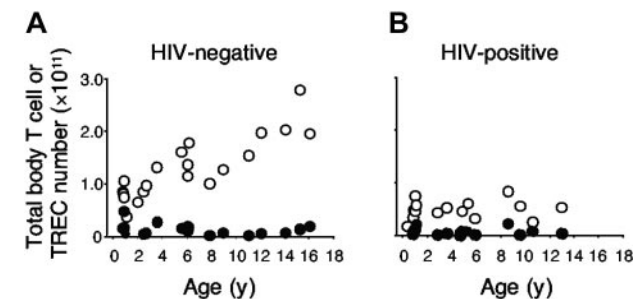 A
HIV-negative
B
HIV-positive
Total body T cell or
TREC number (×10¹¹)
3.0
2.0
1.0
0
0 2 4 6 8 10 12 14 16 18
0 2 4 6 8 10 12 14 16 18
Age (y)
Age (y)